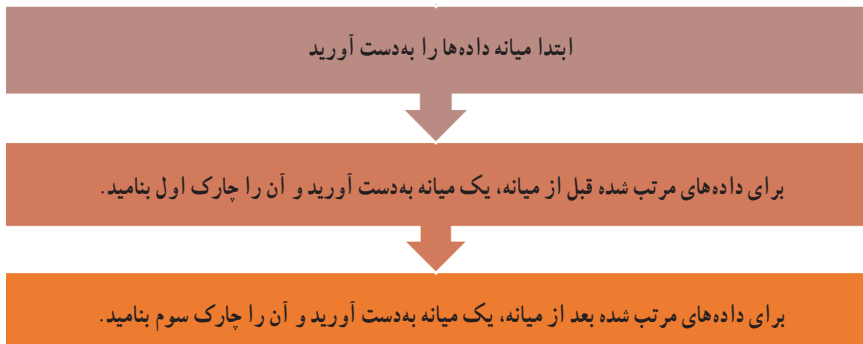 ابتدا میانه داده‌ها را به‌دست آورید
برای داده‌های مرتب شده قبل از میانه، یک میانه به‌دست آورید و آن را چارک اول بنامید.
برای داده‌های مرتب شده بعد از میانه، یک میانه به‌دست آورید و آن را چارک سوم بنامید.